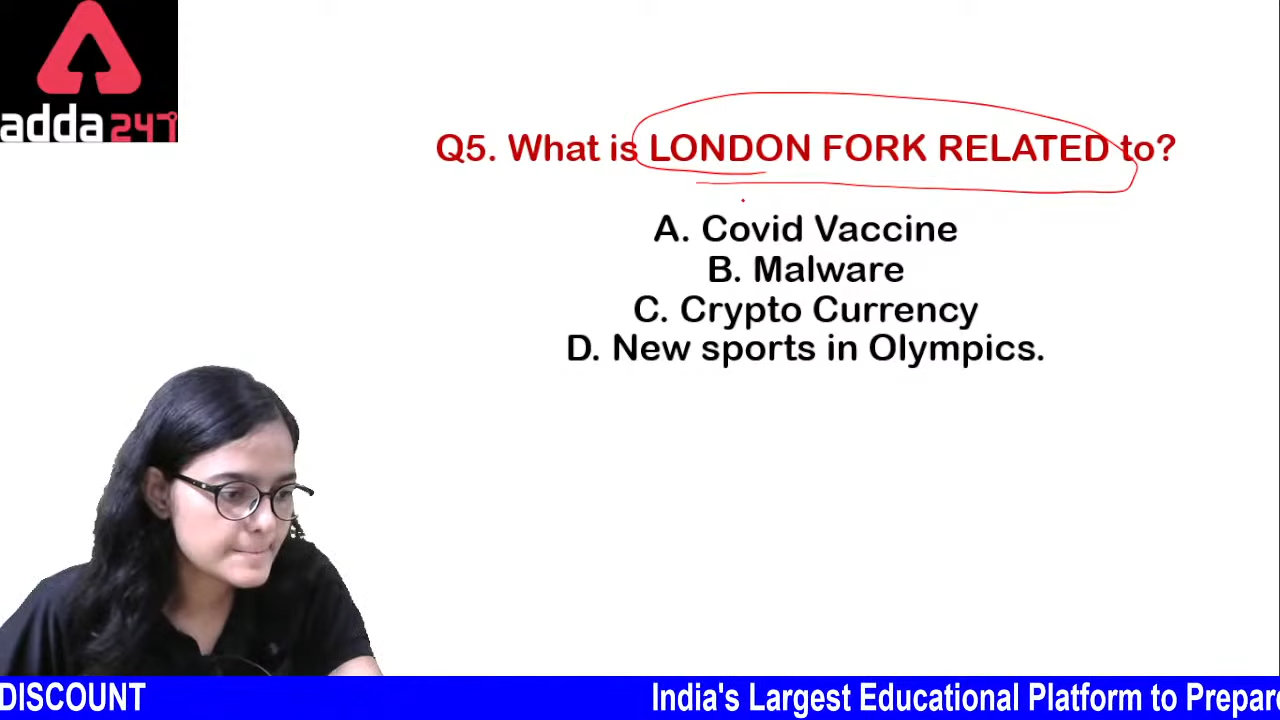 adda247
Q5. What is LONDON FORK RELATED to?
A. Covid Vaccine
B. Malware
C. Crypto Currency
D. New sports in Olympics.
DISCOUNT India's Largest Educational Platform to Prepare